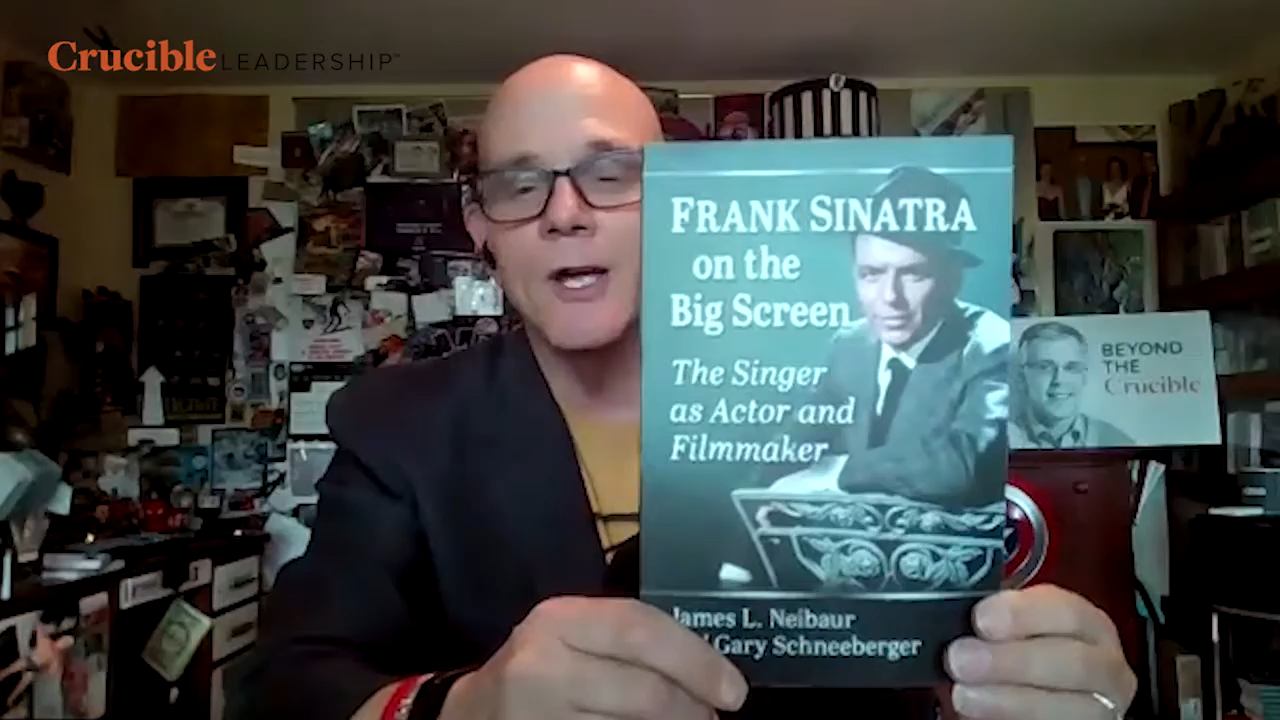 Crucible LEADERSHIP™
FRANK SINATRA
on the
Big Screen
The Singer
as Actor and
Filmmaker
James L. Neibaur
Gary Schneeberger
BEYOND
THE
Crucible